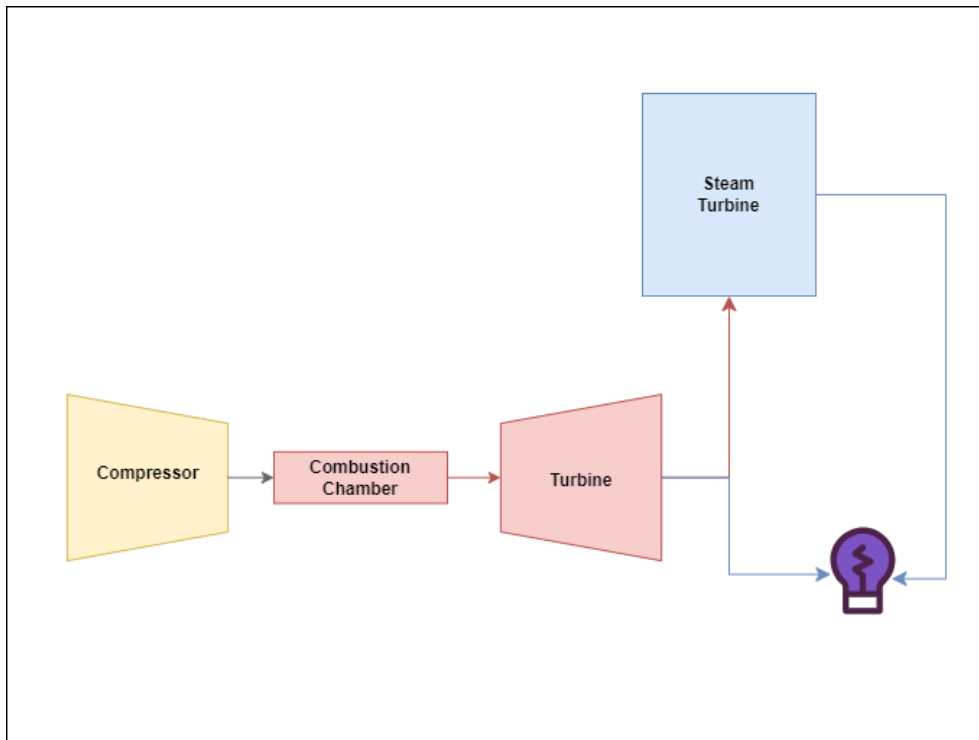 Steam
Turbine
Compressor
Combustion
Chamber
Turbine